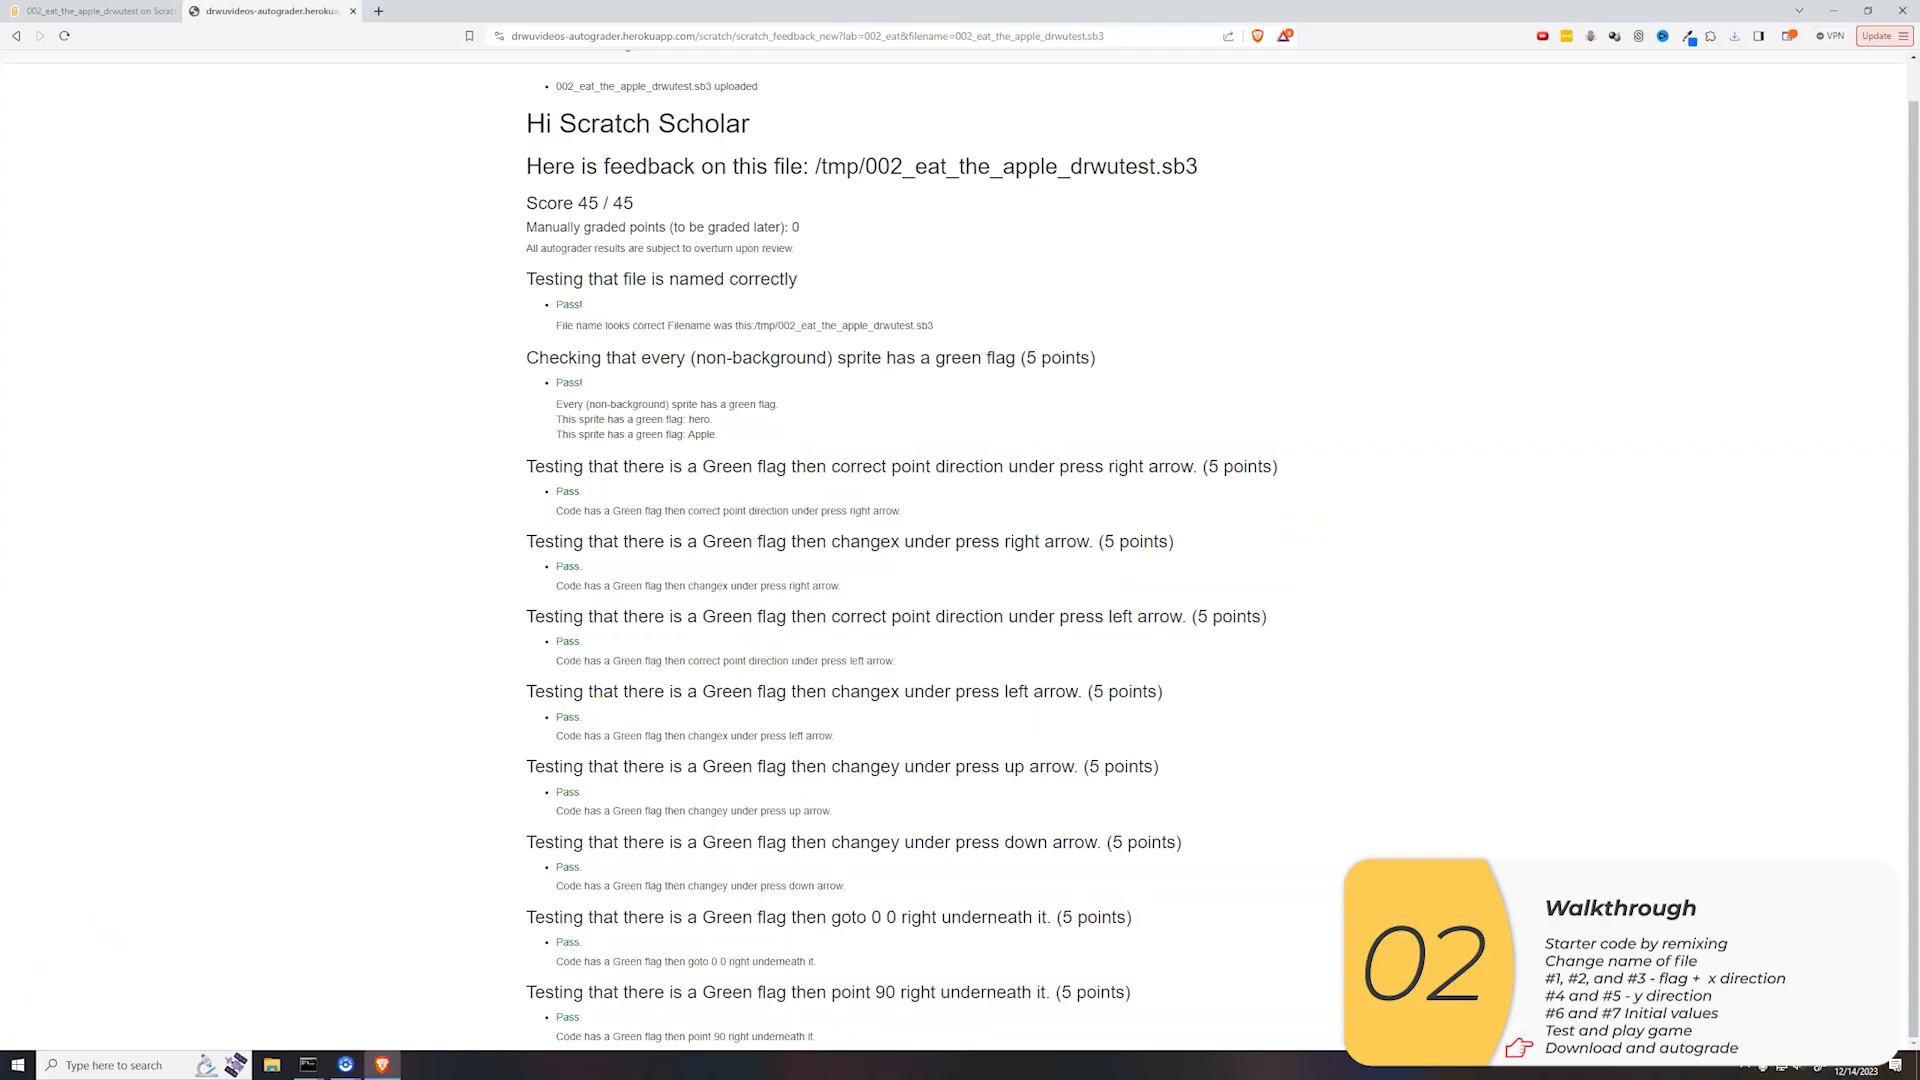 002_eat_the_apple_drwutest on Scrat
drwuvideos-autograder.herokua
drwuvideos-autograder.herokuapp.com/scratch/scratch_feedback_new?lab=002_eat&filename=002_eat_the_apple_drwutest.sb3
VPN
Update
002_eat_the_apple_drwutest.sb3 uploaded
Hi Scratch Scholar
Here is feedback on this file: /tmp/002_eat_the_apple_drwutest.sb3
Score 45 / 45
Manually graded points (to be graded later): 0
All autograder results are subject to overturn upon review.
Testing that file is named correctly
Pass!
File name looks correct Filename was this:/tmp/002_eat_the_apple_drwutest.sb3
Checking that every (non-background) sprite has a green flag (5 points)
Pass!
Every (non-background) sprite has a green flag.
This sprite has a green flag: hero.
This sprite has a green flag: Apple.
Testing that there is a Green flag then correct point direction under press right arrow. (5 points)
Pass.
Code has a Green flag then correct point direction under press right arrow.
Testing that there is a Green flag then changex under press right arrow. (5 points)
Pass.
Code has a Green flag then changex under press right arrow.
Testing that there is a Green flag then correct point direction under press left arrow. (5 points)
Pass.
Code has a Green flag then correct point direction under press left arrow.
Testing that there is a Green flag then changex under press left arrow. (5 points)
Pass.
Code has a Green flag then changex under press left arrow.
Testing that there is a Green flag then changey under press up arrow. (5 points)
Pass.
Code has a Green flag then changey under press up arrow.
Testing that there is a Green flag then changey under press down arrow. (5 points)
Pass.
Code has a Green flag then changey under press down arrow.
Testing that there is a Green flag then goto 0 0 right underneath it. (5 points)
Pass.
Code has a Green flag then goto 0 0 right underneath it.
Testing that there is a Green flag then point 90 right underneath it. (5 points)
Pass.
Code has a Green flag then point 90 right underneath it.
02
Walkthrough
Starter code by remixing
Change name of file
#1, #2, and #3 - flag + x direction
#4 and #5 - y direction
#6 and #7 Initial values
Test and play game
Download and autograde
Type here to search
12/14/2023